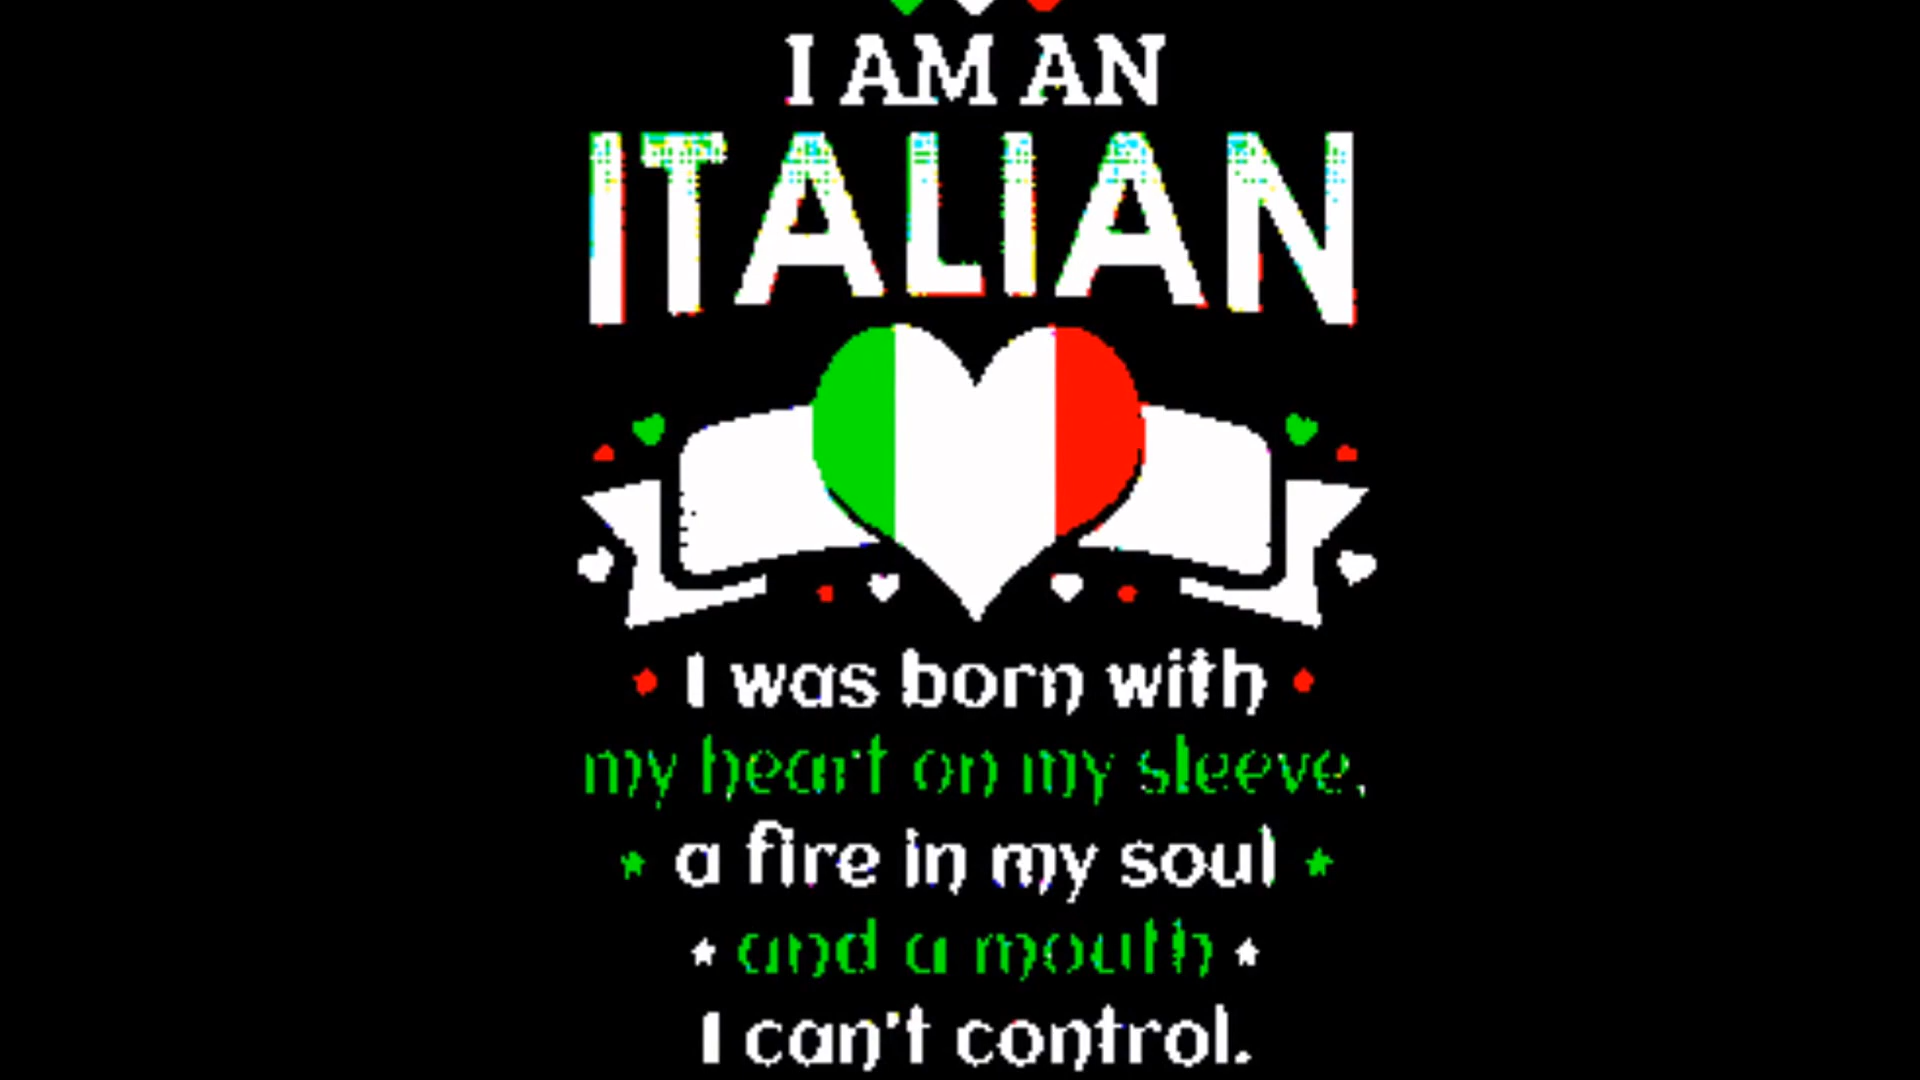 I AM AN
ITALIAN
I was born with
my heart on my sleeve,
a fire in my soul
and a mouth
I can't control.